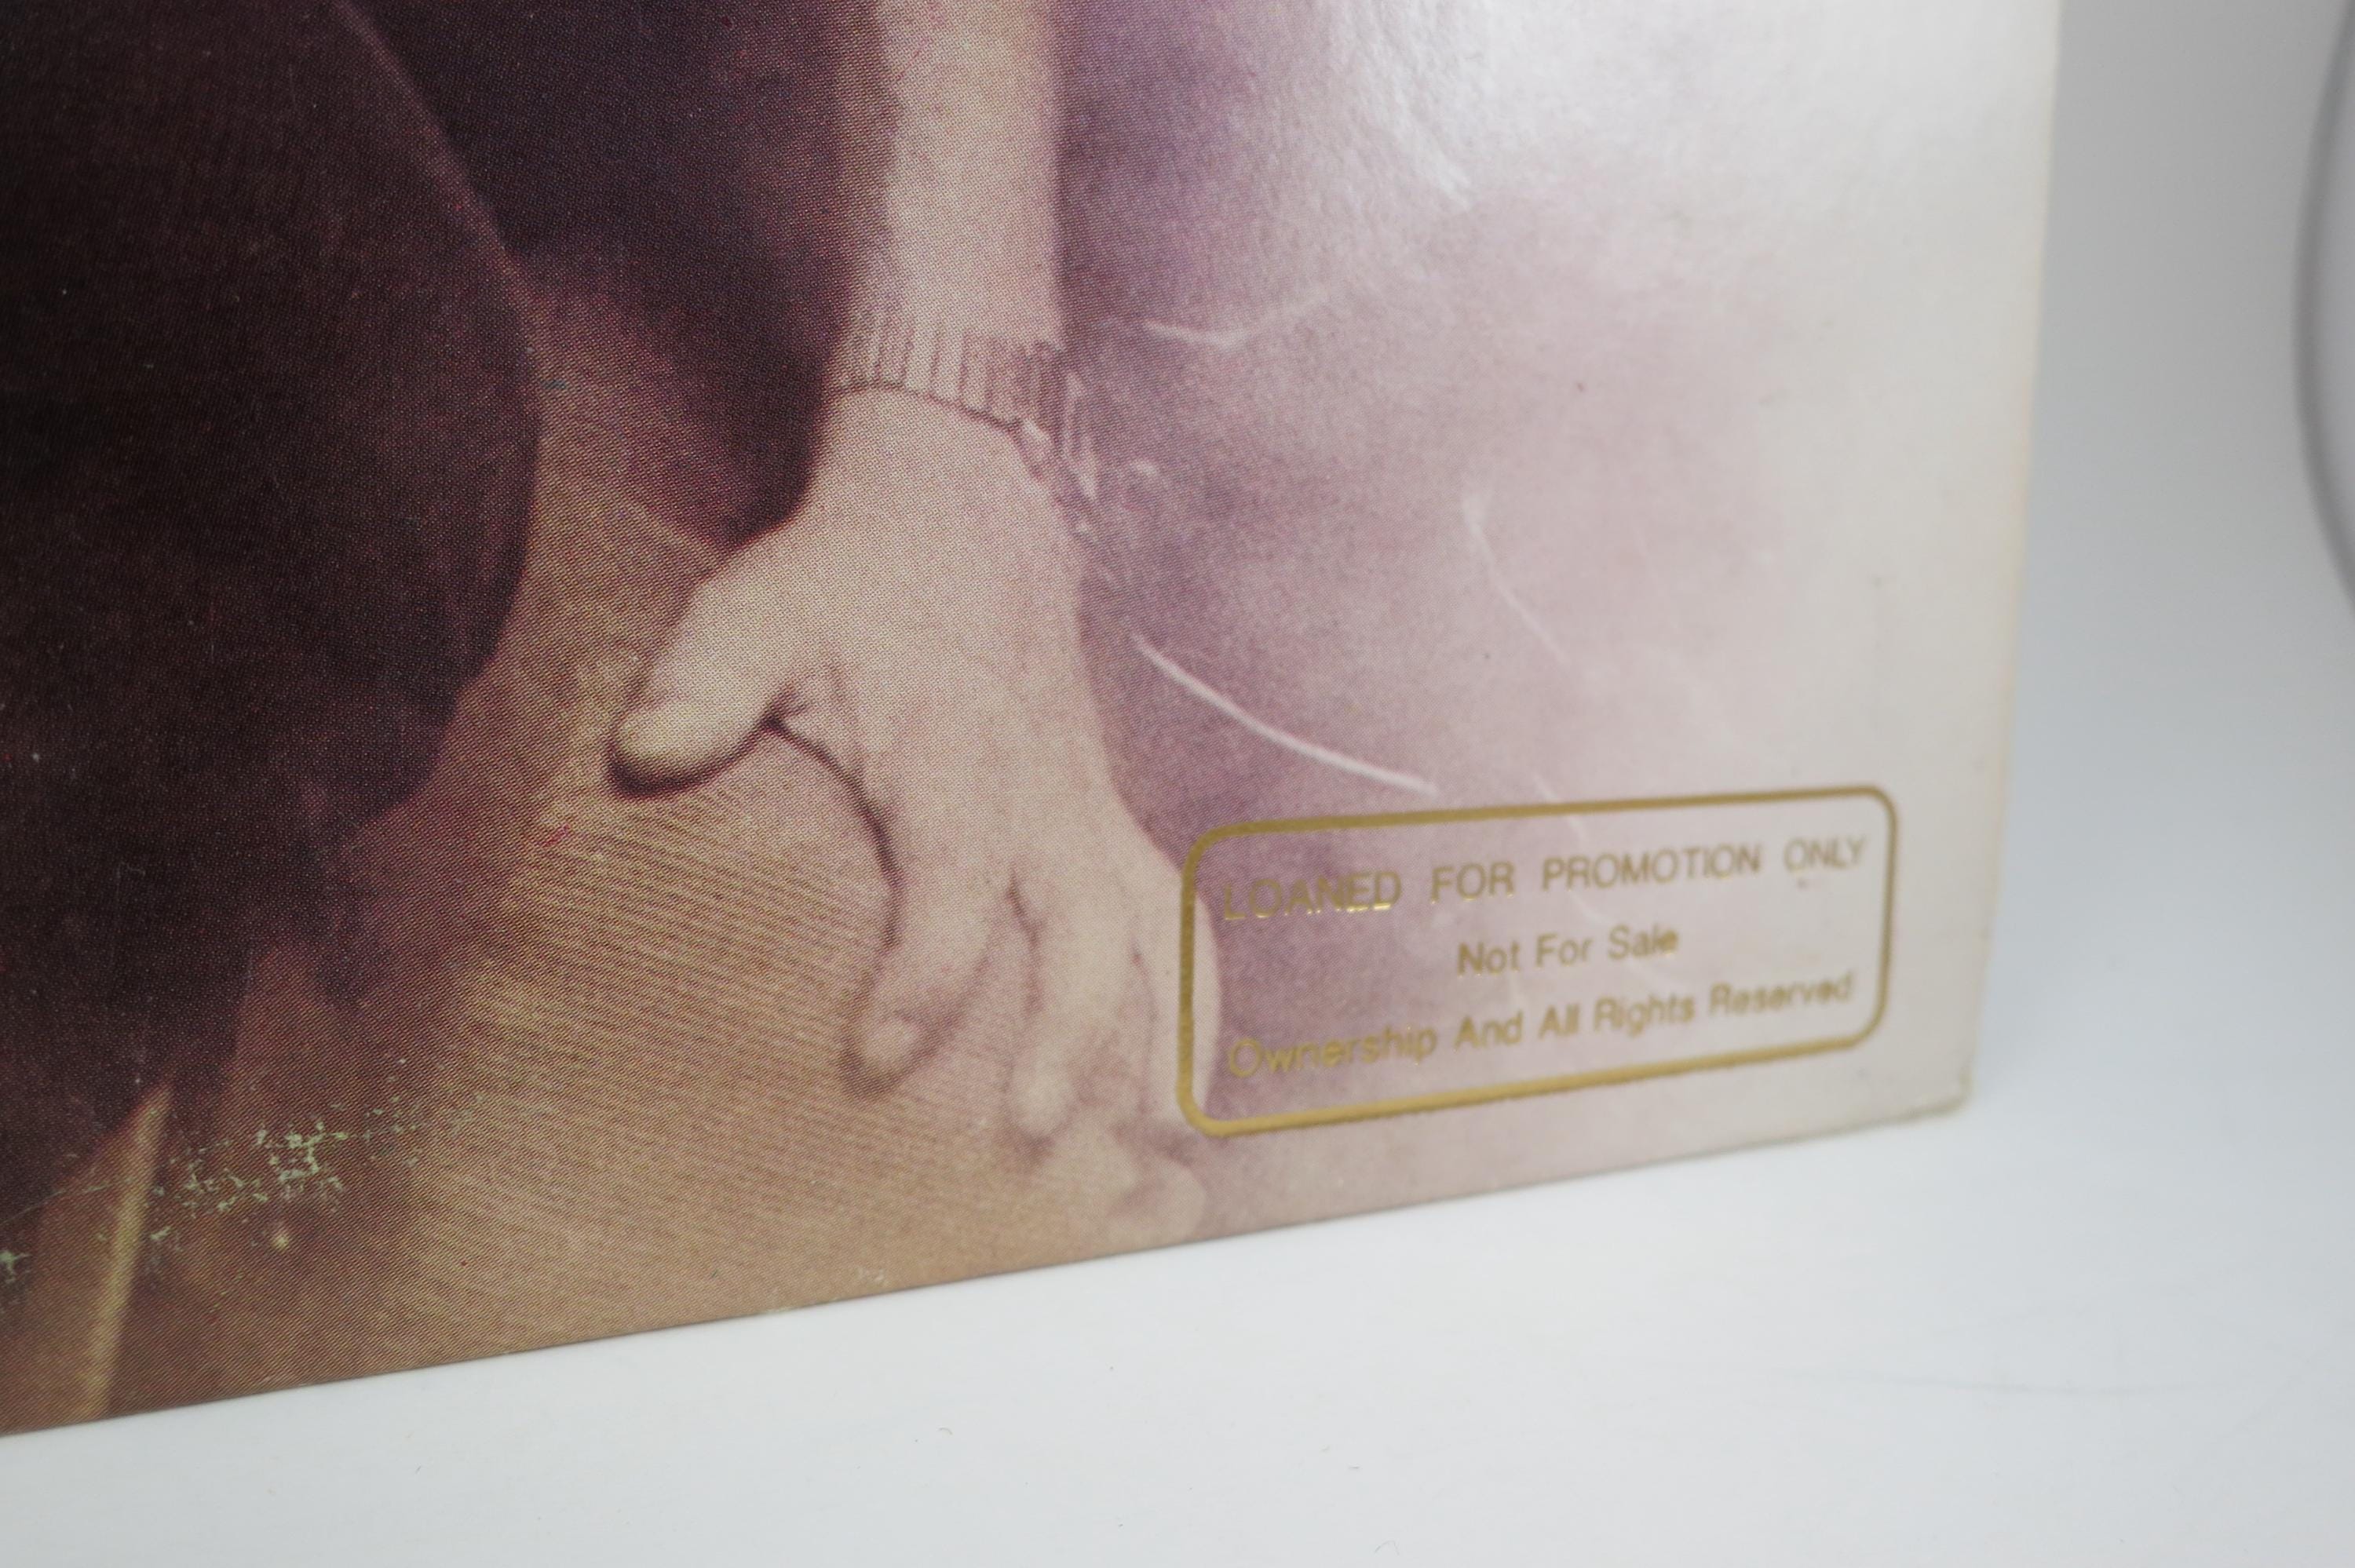 LOANED FOR PROMOTION ONLY
Not For Sale
Ownership And All Rights Reserved